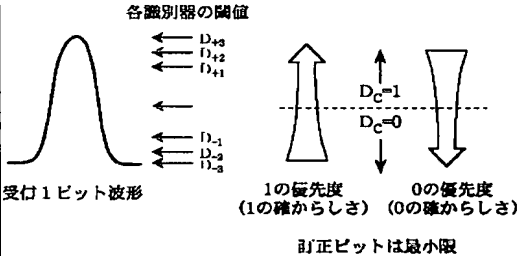 各識別器の閾値
D+3
D+2
D+1
D-1
D-2
D-3
DC=1
DC=0
受信1ビット波形
1の優先度
(1の確からしさ)
0の優先度
(0の確からしさ)
訂正ビットは最小限